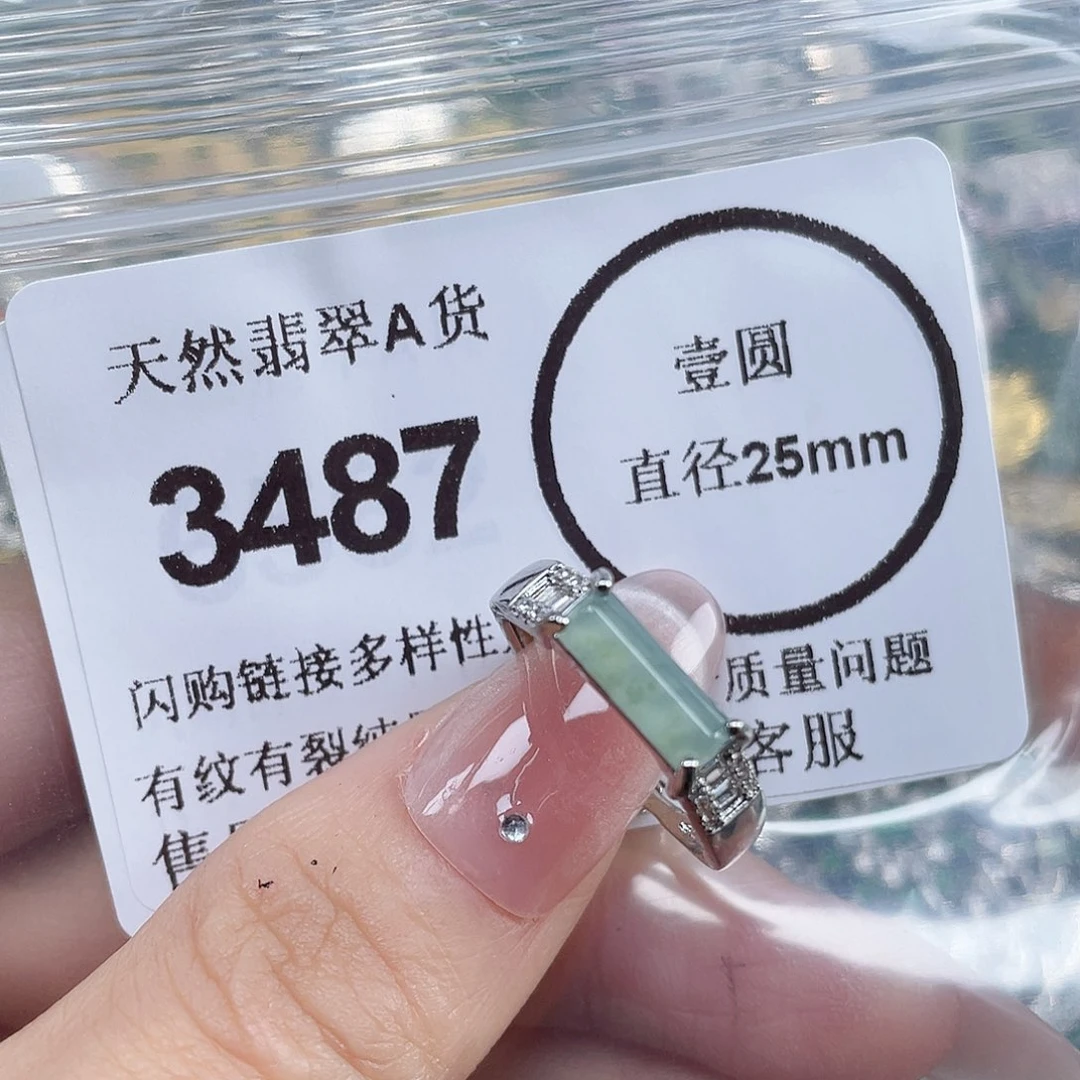 天然翡翠A货
3487
壹圆
直径25mm
闪购链接多样性
质量问题
有纹有裂
客服
售